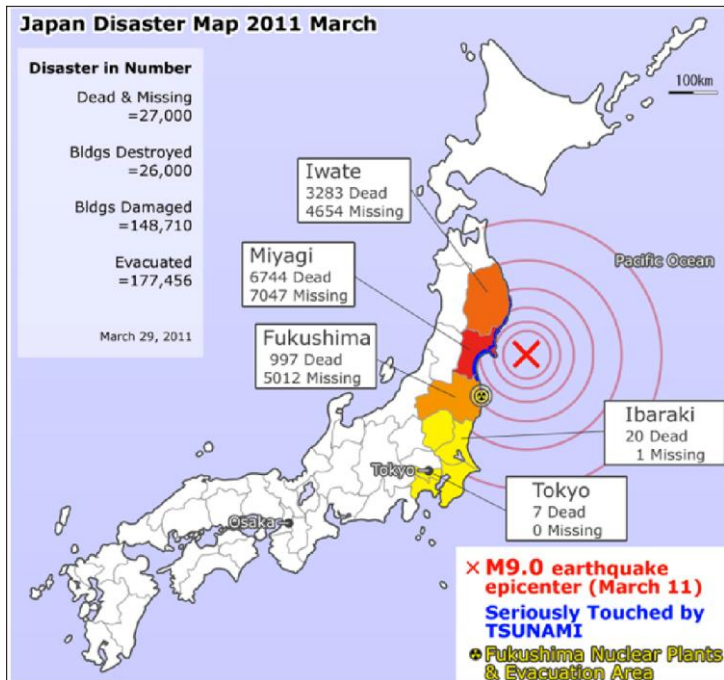 Japan Disaster Map 2011 March
Disaster in Number
Dead & Missing
=27,000
Bldgs Destroyed
=26,000
Bldgs Damaged
=148,710
Evacuated
=177,456
March 29, 2011
100km
Iwate
3283 Dead
4654 Missing
Miyagi
6744 Dead
7047 Missing
Pacific Ocean
Fukushima
997 Dead
5012 Missing
Ibaraki
20 Dead
1 Missing
Tokyo
Tokyo
7 Dead
0 Missing
Osaka
M9.0 earthquake
epicenter (March 11)
Seriously Touched by
TSUNAMI
Fukushima Nuclear Plants
& Evacuation Area